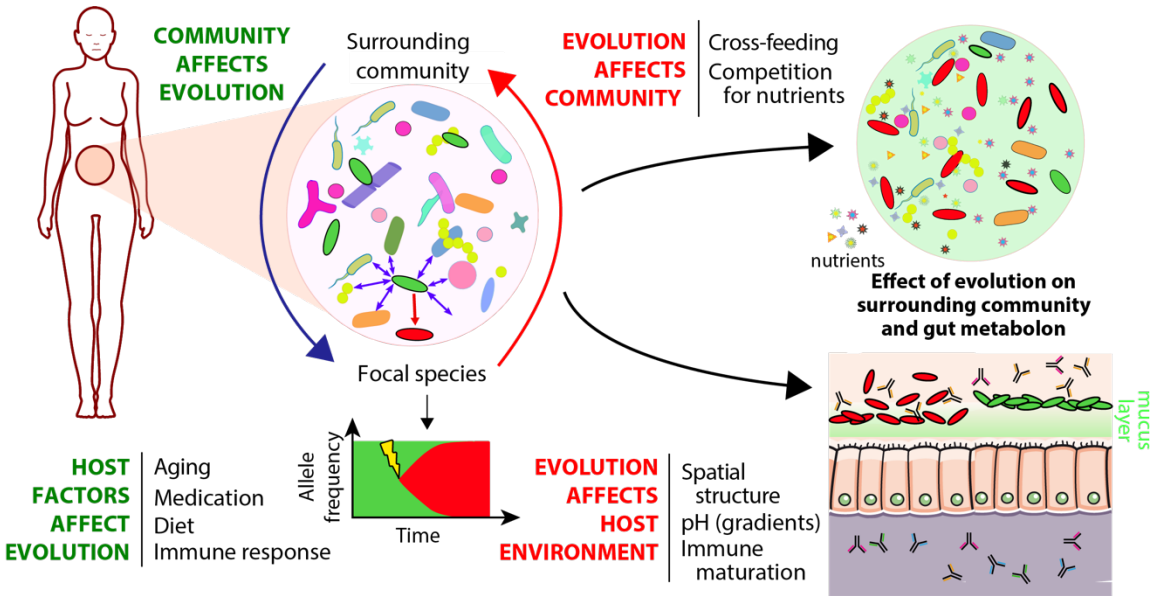 COMMUNITY
AFFECTS
EVOLUTION
Surrounding
community
EVOLUTION
AFFECTS
COMMUNITY
Cross-feeding
Competition
for nutrients
nutrients
Effect of evolution on
surrounding community
and gut metabolon
Focal species
Allele
frequency
Time
HOST
FACTORS
AFFECT
EVOLUTION
Aging
Medication
Diet
Immune response
EVOLUTION
AFFECTS
HOST
ENVIRONMENT
Spatial
structure
pH (gradients)
Immune
maturation
mucus
layer